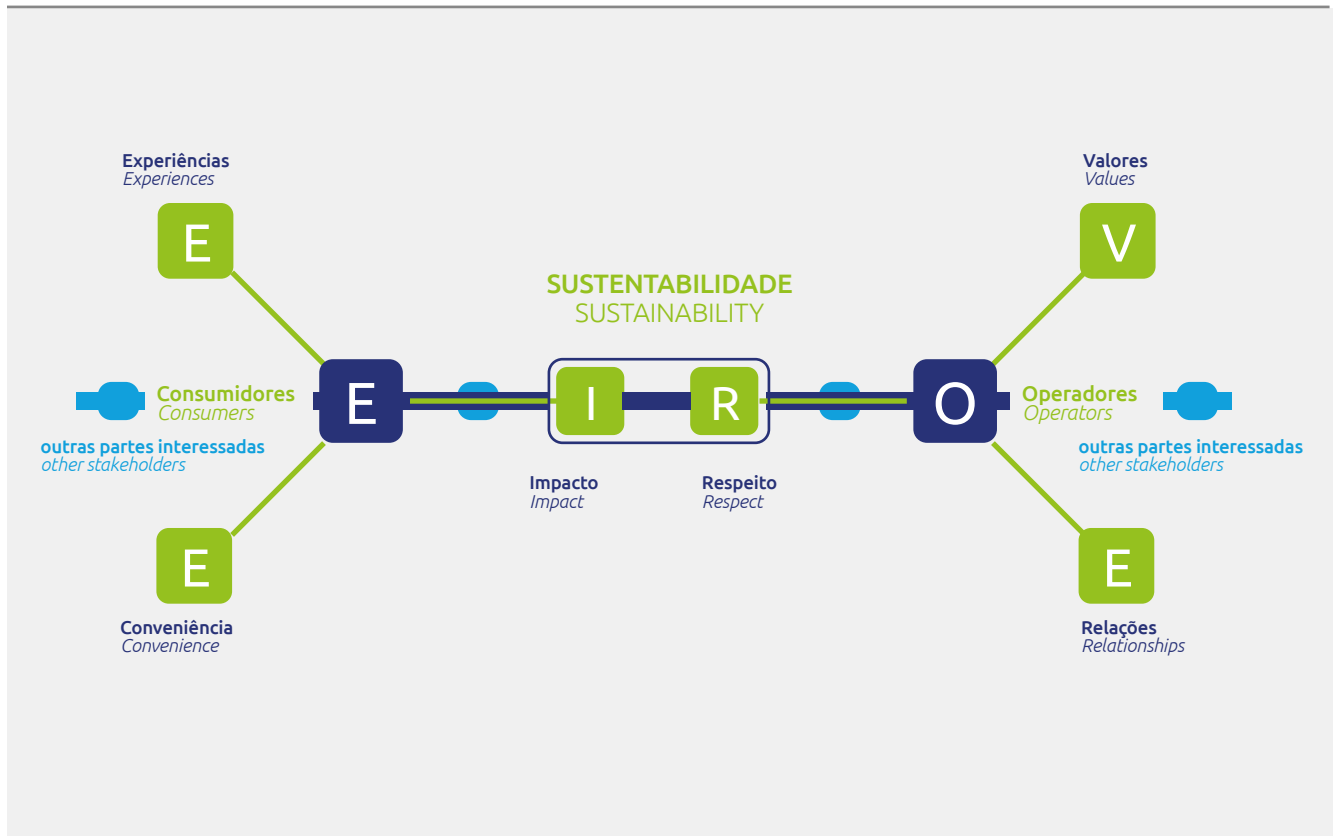 Experiências
Experiences
E
Valores
Values
V
SUSTENTABILIDADE
SUSTAINABILITY
Consumidores
Consumers
outras partes interessadas
other stakeholders
E
I
R
O
Operadores
Operators
outras partes interessadas
other stakeholders
Impacto
Impact
Respeito
Respect
E
Conveniência
Convenience
E
Relações
Relationships